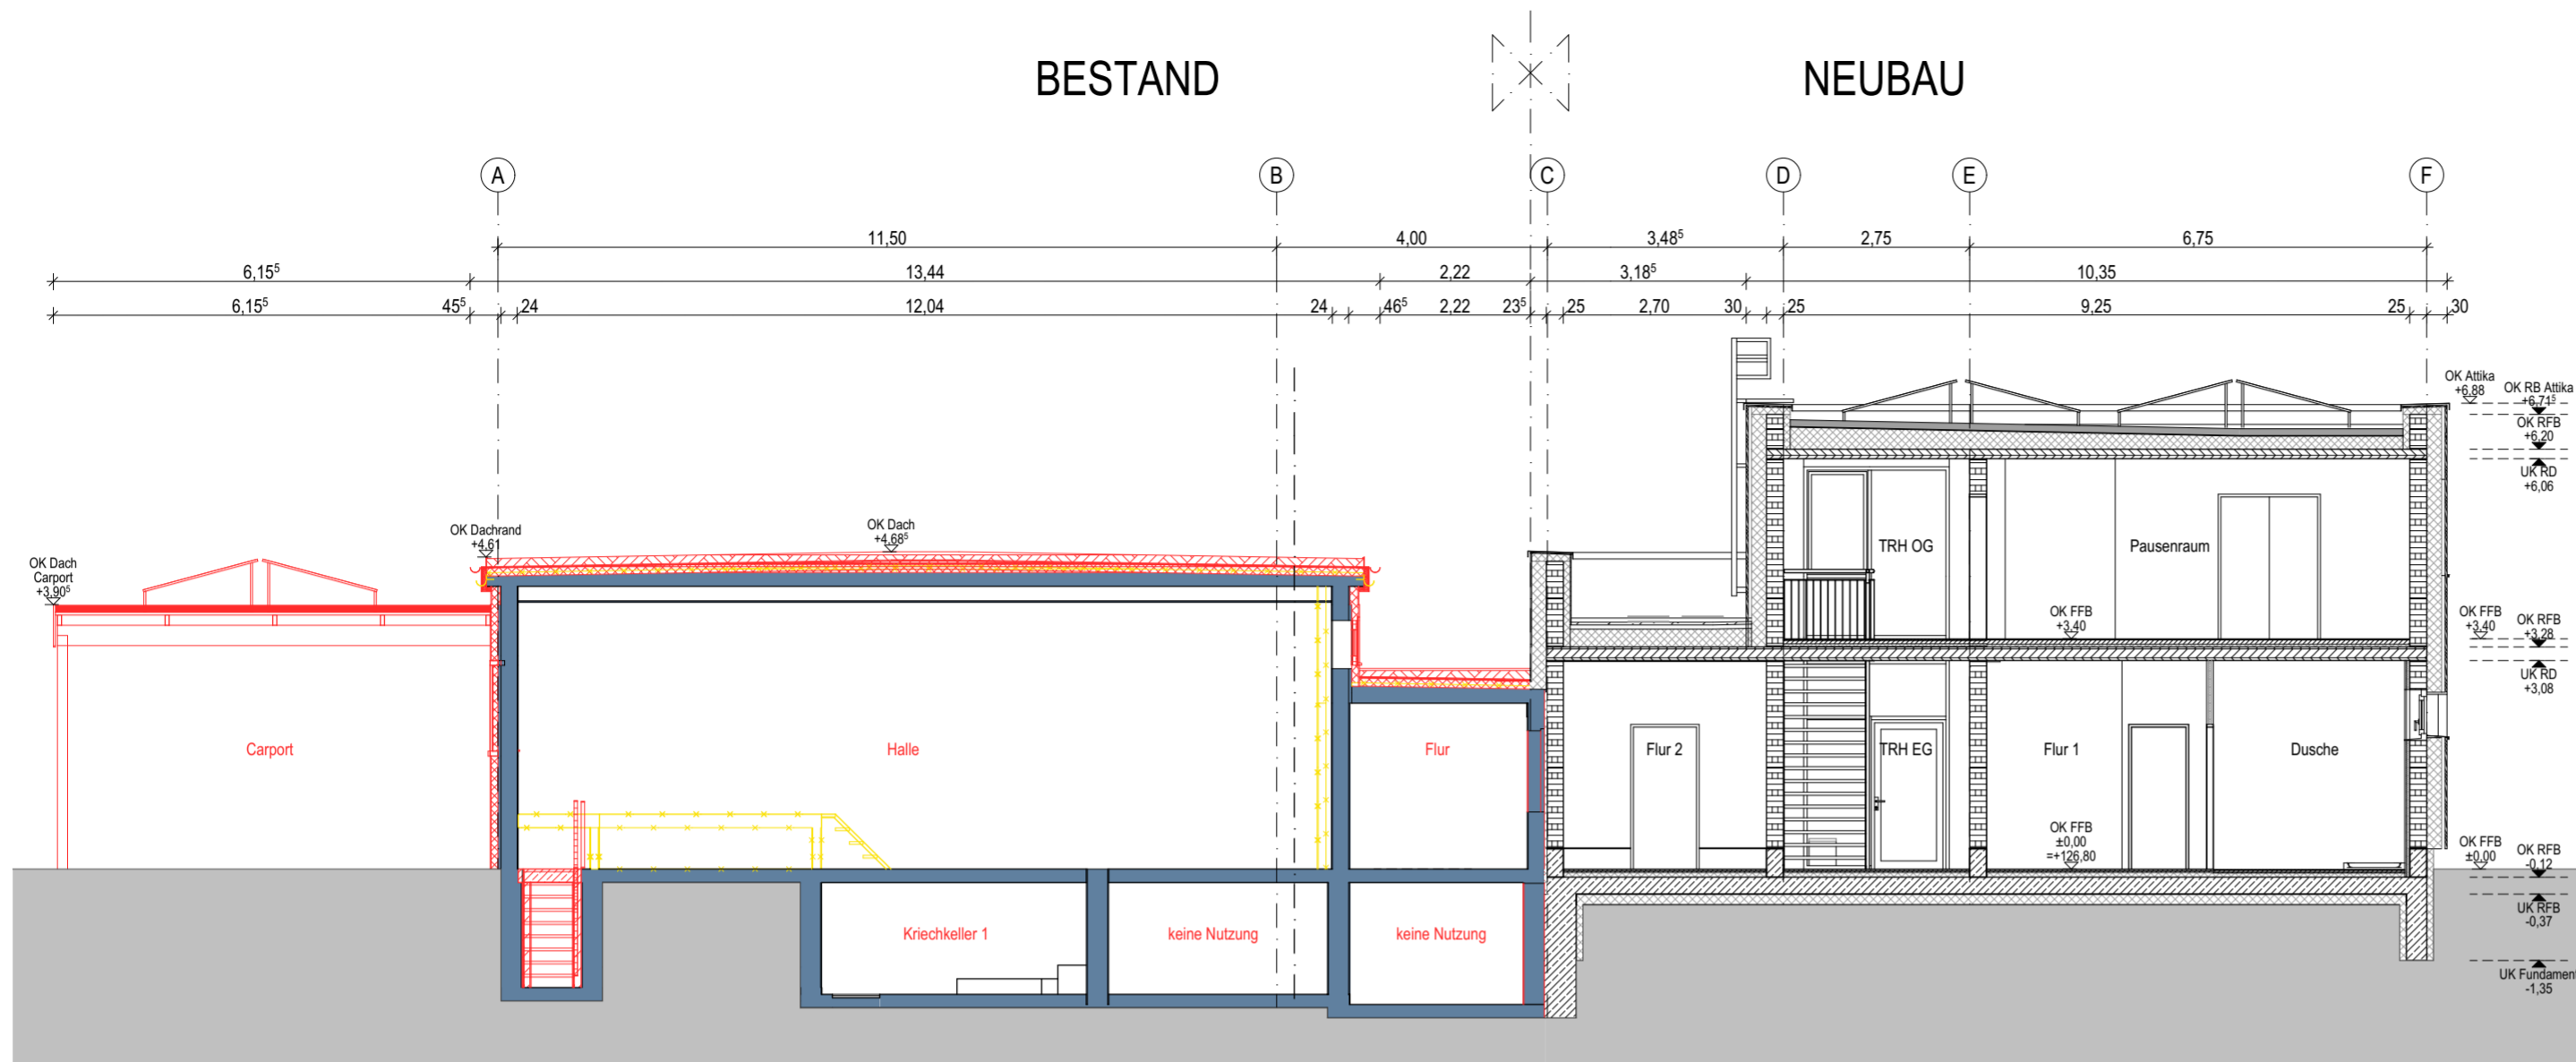 BESTAND
NEUBAU
A
B
C
D
E
F
11,50
4,00
3,48⁵
2,75
6,75
6,15⁵
13,44
2,22
3,18⁵
10,35
6,15⁵
45⁵
24
12,04
24
46⁵
2,22
23⁵
25
2,70
30
25
9,25
25
30
OK Attika
+6,88
OK RB Attika
+6,71⁵
OK RFB
+6,20
UK RD
+6,06
OK Dachrand
+4,61
OK Dach
+4,68⁵
OK Dach
Carport
+3,90⁵
TRH OG
Pausenraum
OK FFB
+3,40
OK FFB
+3,40
OK RFB
+3,28
UK RD
+3,08
Carport
Halle
Flur
Flur 2
TRH EG
Flur 1
Dusche
OK FFB
±0,00
=+126,80
OK FFB
±0,00
OK RFB
-0,12
UK RFB
-0,37
Kriechkeller 1
keine Nutzung
keine Nutzung
UK Fundament
-1,35